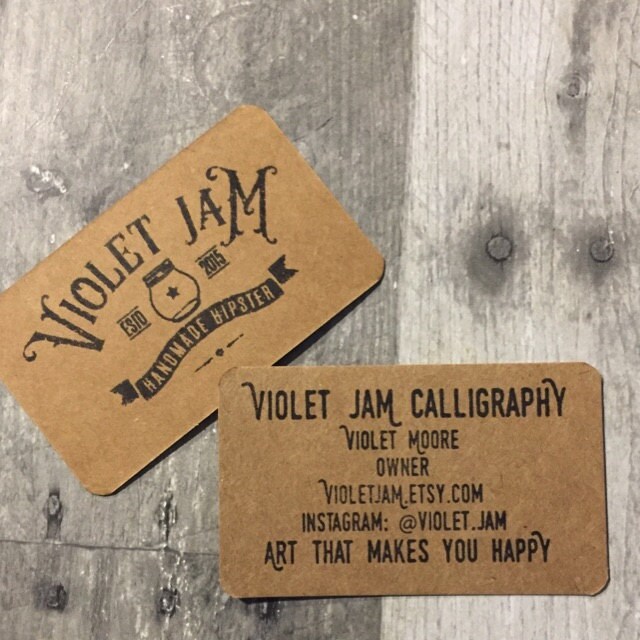 VIOLET JAM
ESTD 2015
HANDMADE HIPSTER
VIOLET JAM CALLIGRAPHY
VIOLET MOORE
OWNER
VIOLETJAM.ETSY.COM
INSTAGRAM: @VIOLET.JAM
ART THAT MAKES YOU HAPPY